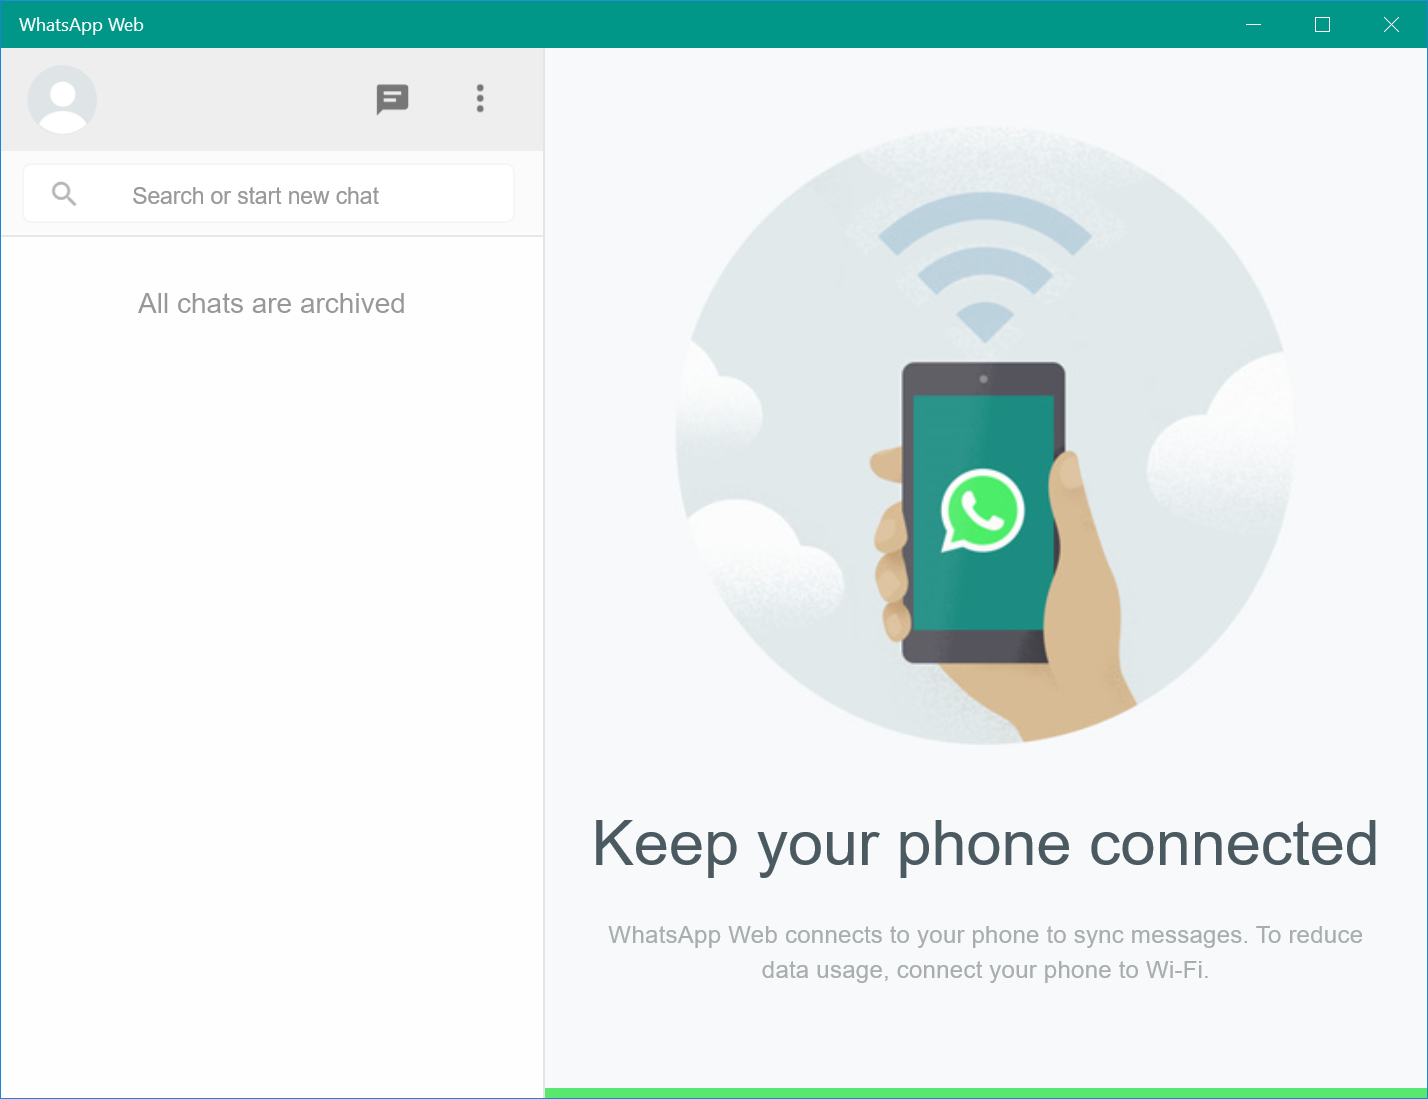 WhatsApp Web
Search or start new chat
All chats are archived
Keep your phone connected
WhatsApp Web connects to your phone to sync messages. To reduce
data usage, connect your phone to Wi-Fi.